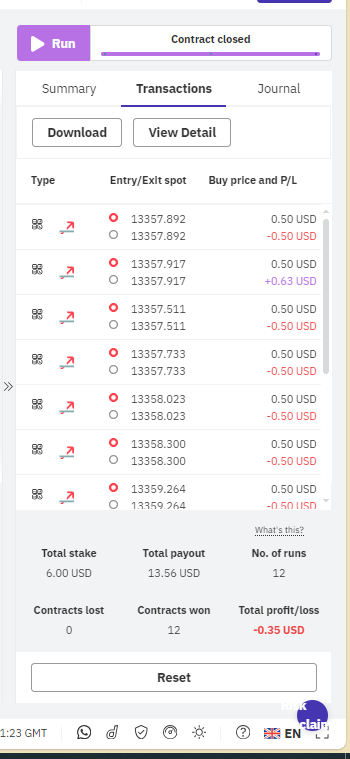 Run
Contract closed
Summary Transactions Journal
Download View Detail
Type Entry/Exit spot Buy price and P/L
13357.892 0.50 USD
13357.892 -0.50 USD
13357.917 0.50 USD
13357.917 +0.63 USD
13357.511 0.50 USD
13357.511 -0.50 USD
13357.733 0.50 USD
13357.733 -0.50 USD
13358.023 0.50 USD
13358.023 -0.50 USD
13358.300 0.50 USD
13358.300 -0.50 USD
13359.264 0.50 USD
13359.264 -0.50 USD
What's this?
Total stake Total payout No. of runs
6.00 USD 13.56 USD 12
Contracts lost Contracts won Total profit/loss
0 12 -0.35 USD
Reset
1:23 GMT EN